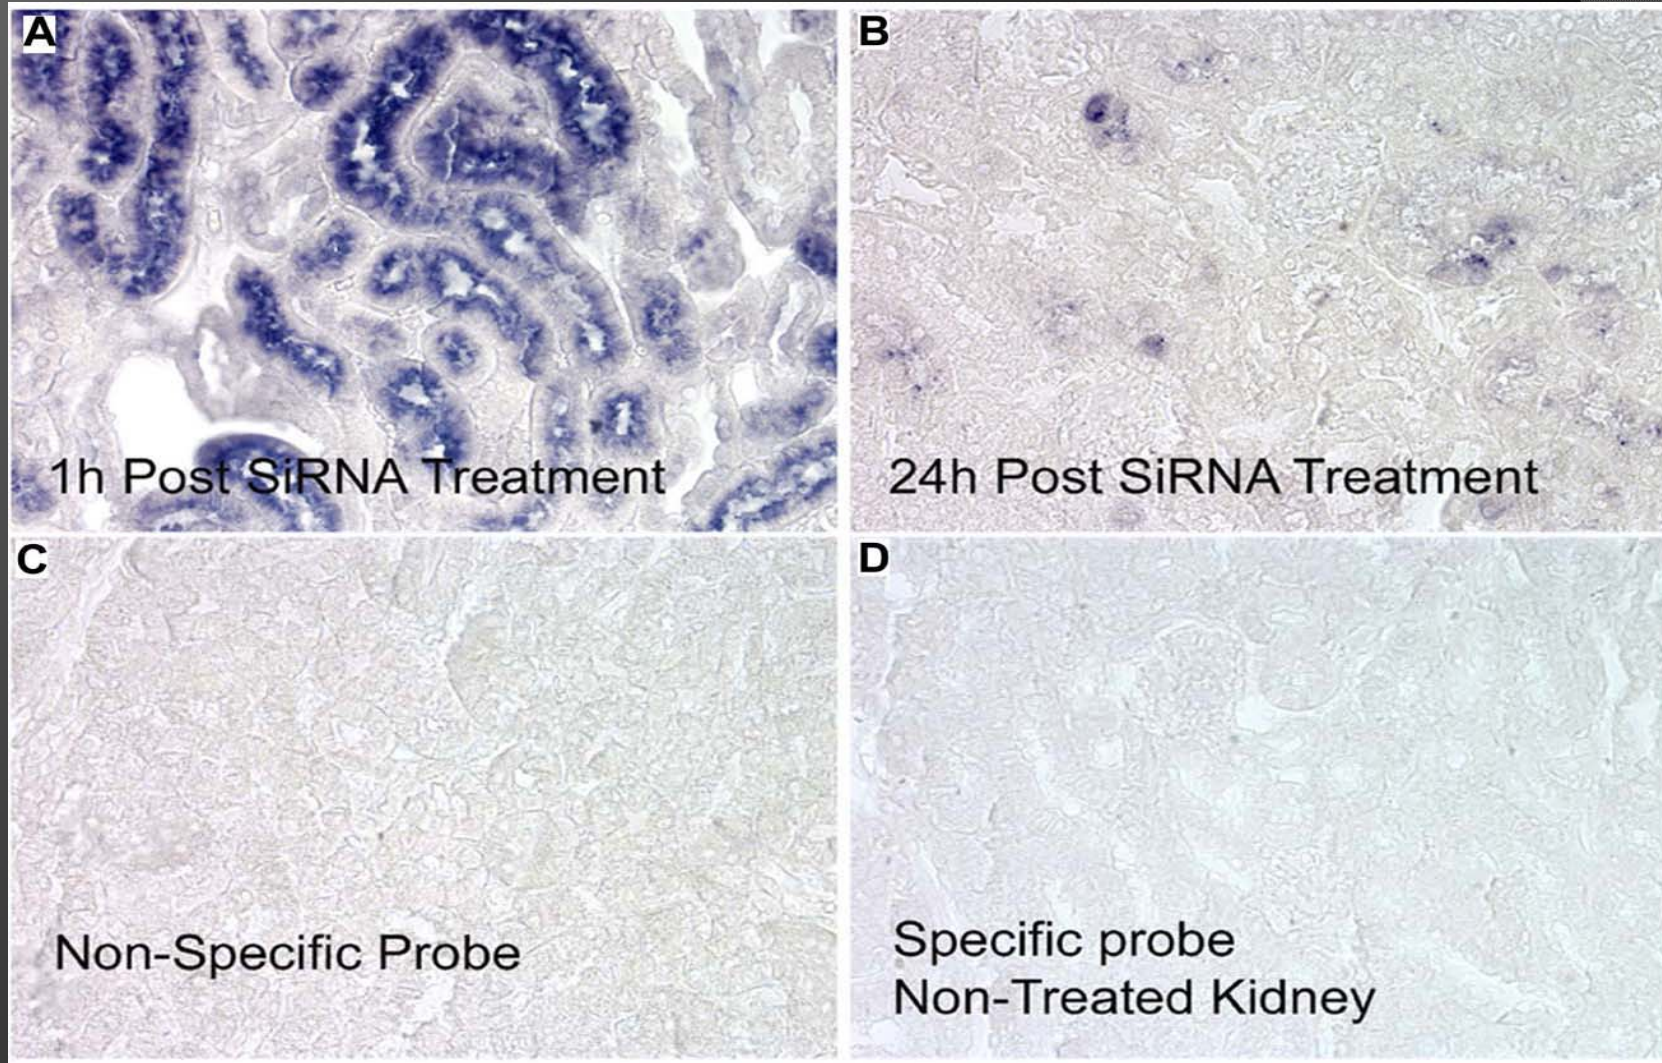 A
B
1h Post SiRNA Treatment
24h Post SiRNA Treatment
C
D
Non-Specific Probe
Specific probe
Non-Treated Kidney